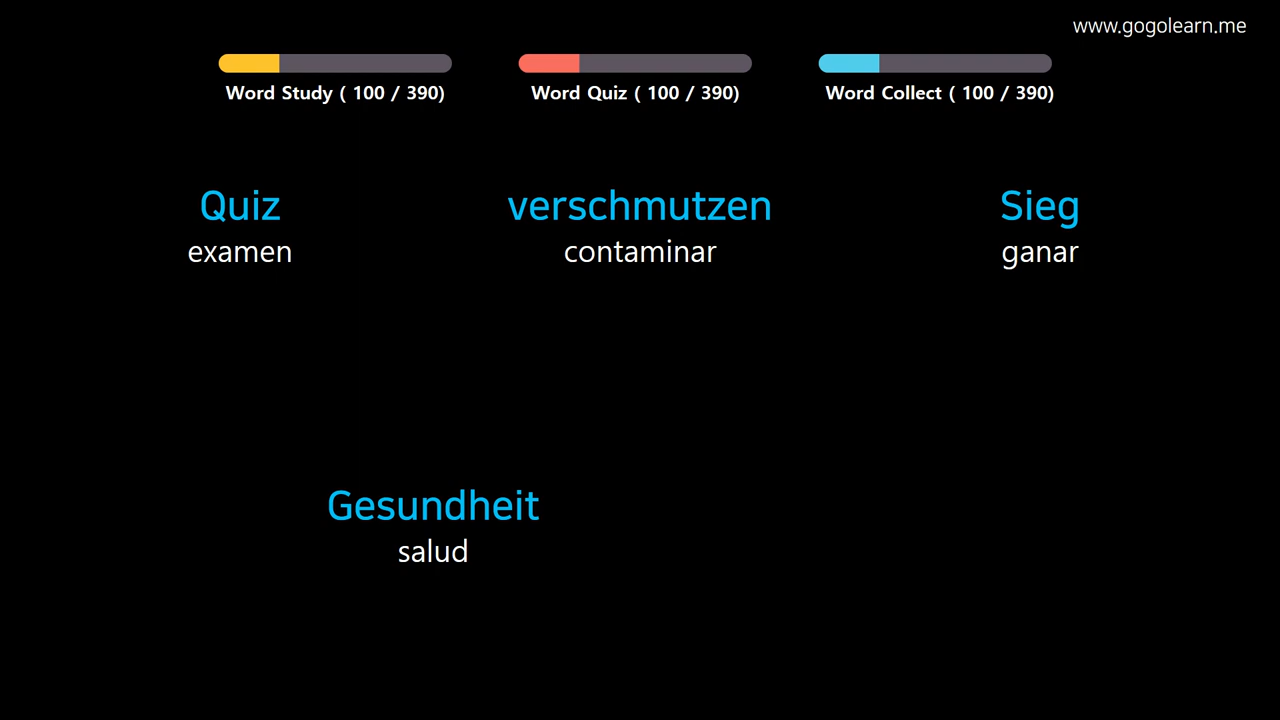 www.gogolearn.me
Word Study ( 100 / 390)
Word Quiz ( 100 / 390)
Word Collect ( 100 / 390)
Quiz
examen
verschmutzen
contaminar
Sieg
ganar
Gesundheit
salud